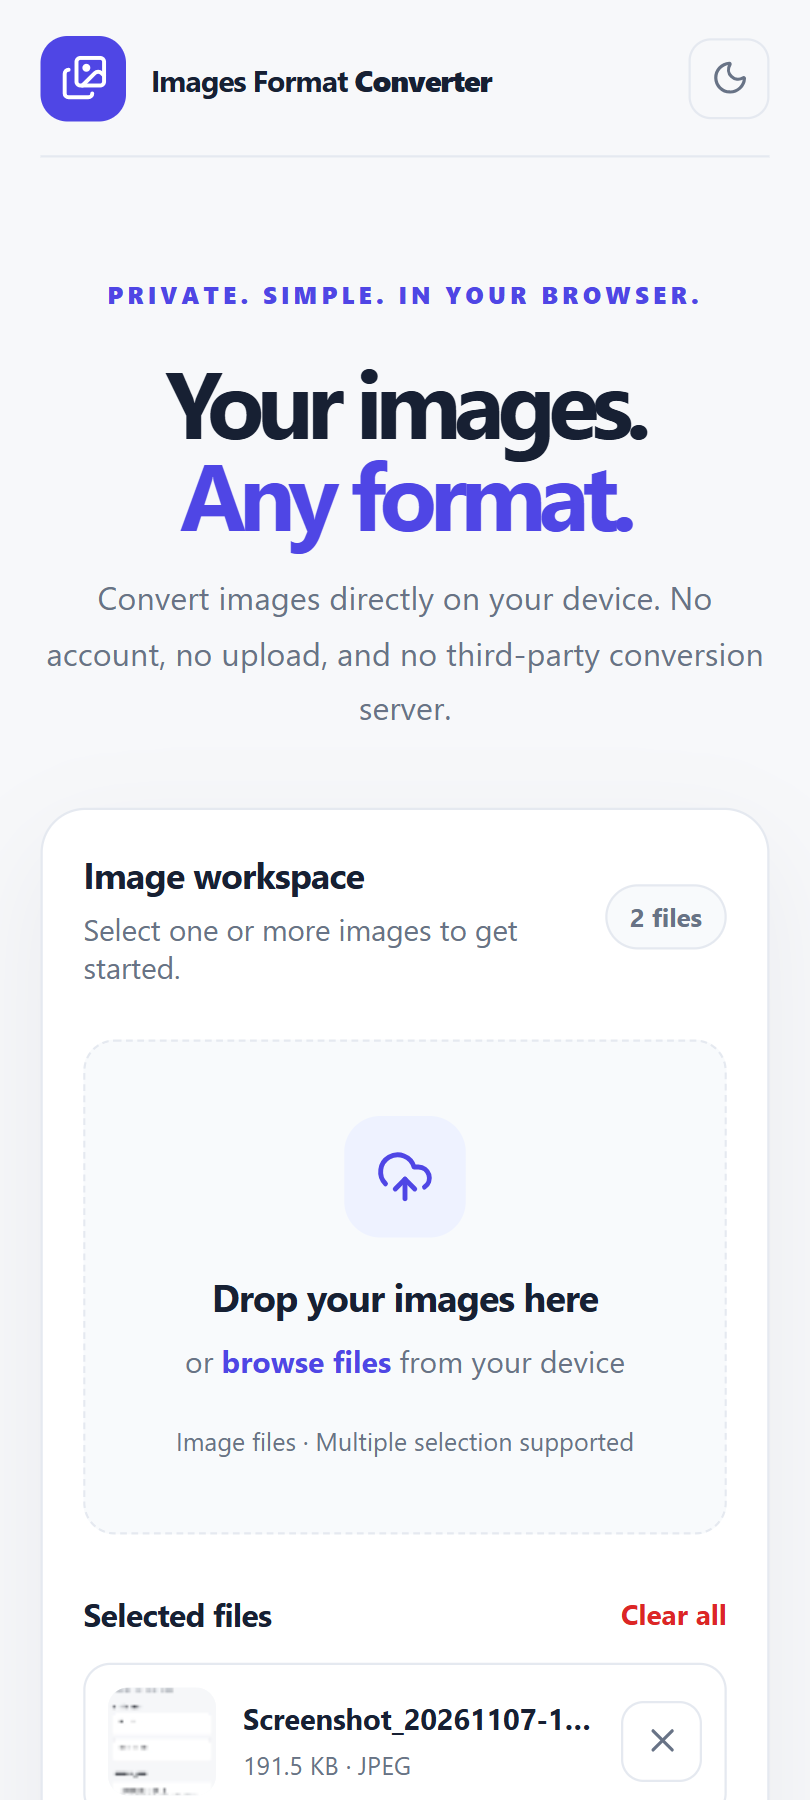 Images Format Converter
PRIVATE. SIMPLE. IN YOUR BROWSER.
Your images.
Any format.
Convert images directly on your device. No
account, no upload, and no third-party conversion
server.
Image workspace
Select one or more images to get
started.
2 files
Drop your images here
or browse files from your device
Image files · Multiple selection supported
Selected files
Clear all
Screenshot_20261107-1...
191.5 KB · JPEG